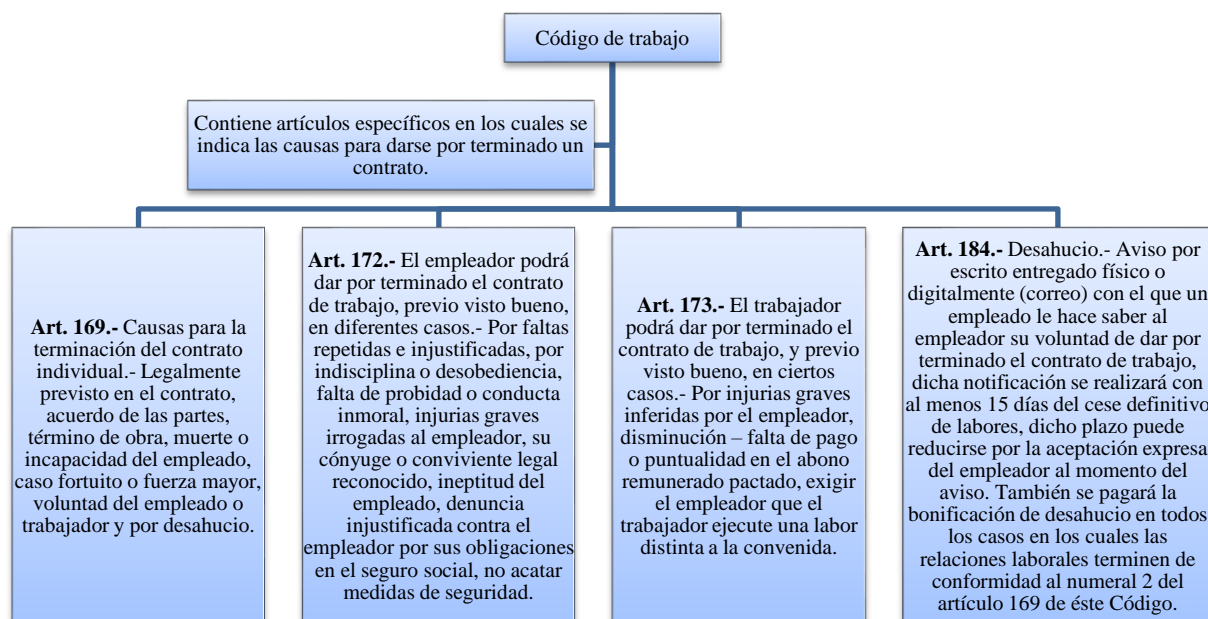 Código de trabajo
Contiene artículos específicos en los cuales se
indica las causas para darse por terminado un
contrato.
Art. 169.- Causas para la
terminación del contrato
individual.- Legalmente
previsto en el contrato,
acuerdo de las partes,
término de obra, muerte o
incapacidad del empleado,
caso fortuito o fuerza mayor,
voluntad del empleado o
trabajador y por desahucio.
Art. 172.- El empleador podrá
dar por terminado el contrato
de trabajo, previo visto bueno,
en diferentes casos.- Por faltas
repetidas e injustificadas, por
indisciplina o desobediencia,
falta de probidad o conducta
inmoral, injurias graves
irrogadas al empleador, su
cónyuge o conviviente legal
reconocido, ineptitud del
empleado, denuncia
injustificada contra el
empleador por sus obligaciones
en el seguro social, no acatar
medidas de seguridad.
Art. 173.- El trabajador
podrá dar por terminado el
contrato de trabajo, y previo
visto bueno, en ciertos
casos.- Por injurias graves
inferidas por el empleador,
disminución – falta de pago
o puntualidad en el abono
remunerado pactado, exigir
el empleador que el
trabajador ejecute una labor
distinta a la convenida.
Art. 184.- Desahucio.- Aviso por
escrito entregado físico o
digitalmente (correo) con el que un
empleado le hace saber al
empleador su voluntad de dar por
terminado el contrato de trabajo,
dicha notificación se realizará con
al menos 15 días del cese definitivo
de labores, dicho plazo puede
reducirse por la aceptación expresa
del empleador al momento del
aviso. También se pagará la
bonificación de desahucio en todos
los casos en los cuales las
relaciones laborales terminen de
conformidad al numeral 2 del
artículo 169 de éste Código.